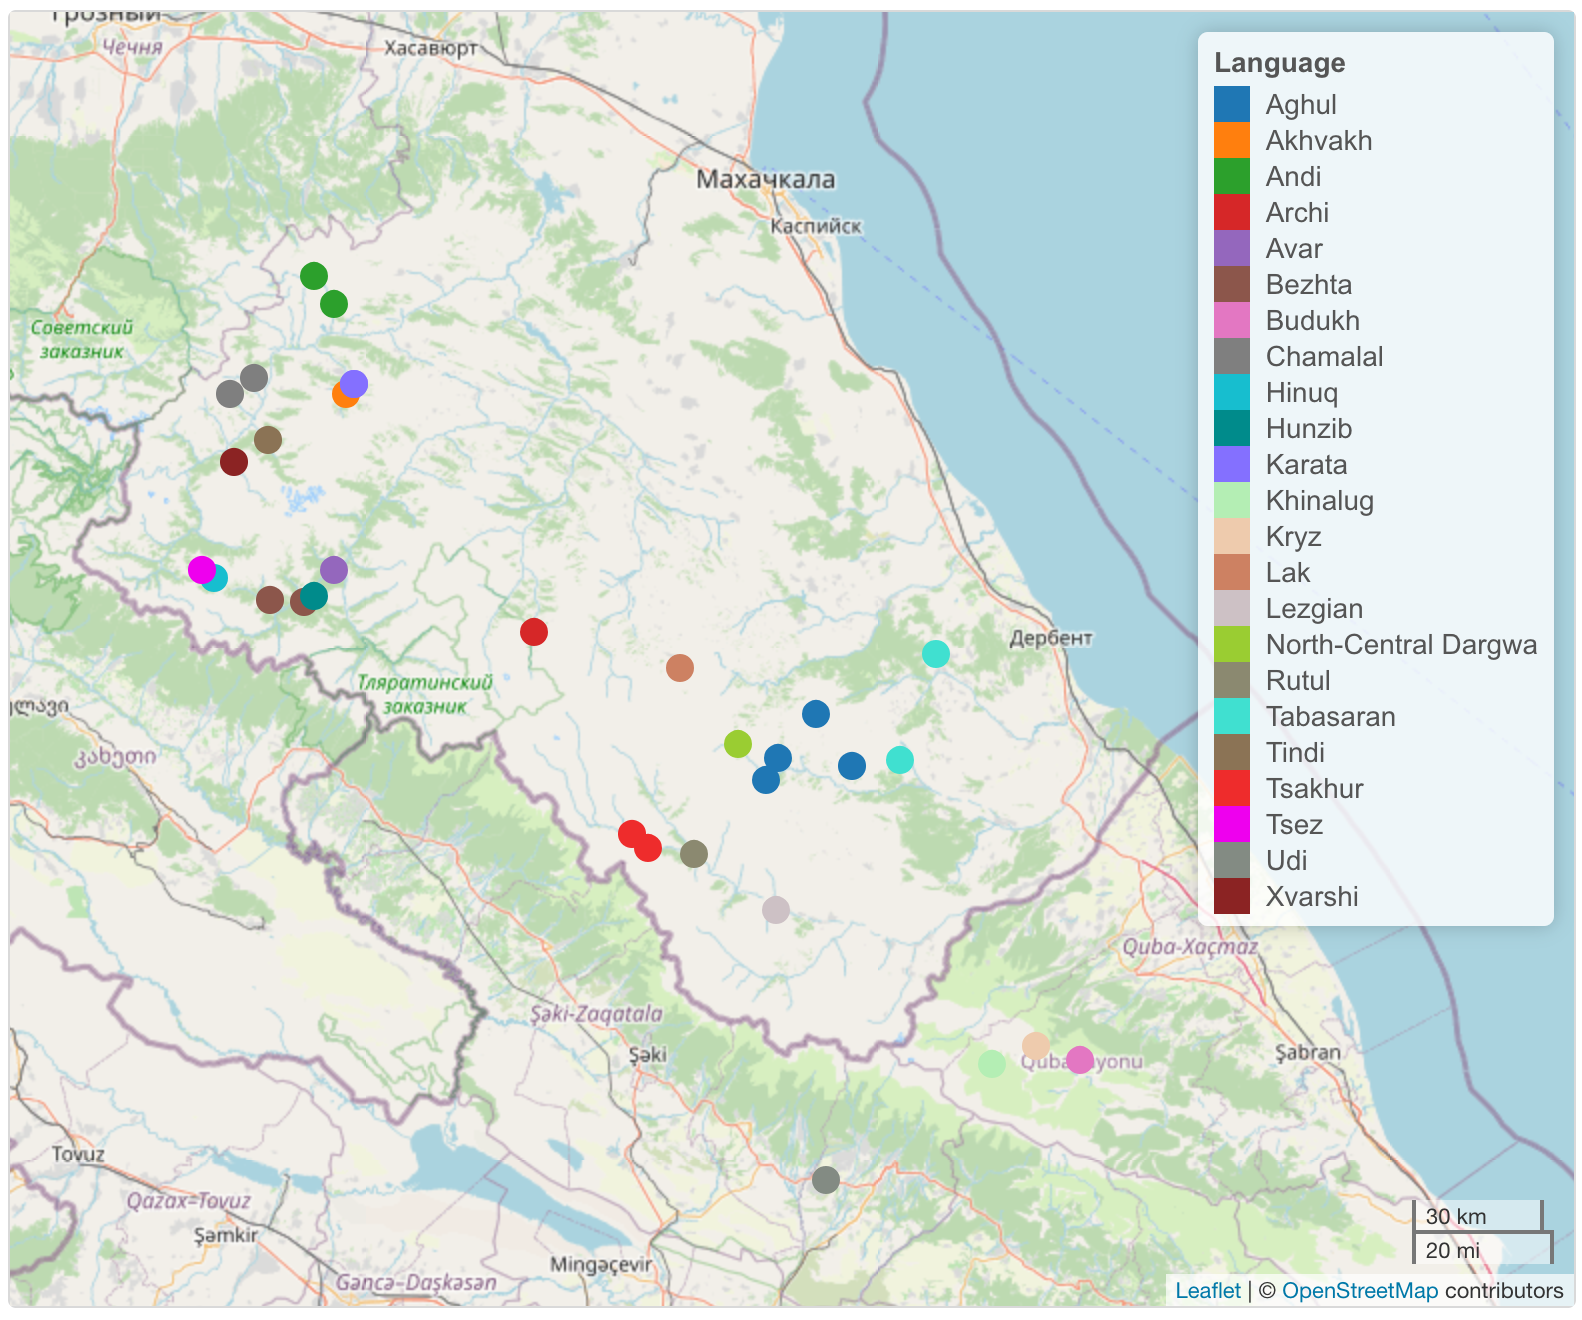 Грозный
Чечня
Хасавюрт
Махачкала
Каспийск
Советский
заказник
Дербент
Тляратинский
заказник
კახეთი
Quba-Xaçmaz
Şəki-Zaqatala
Şəki
Şabran
Tovuz
Qazax–Tovuz
Şəmkir
Mingəçevir
Gəncə–Daşkəsən
Language
Aghul
Akhvakh
Andi
Archi
Avar
Bezhta
Budukh
Chamalal
Hinuq
Hunzib
Karata
Khinalug
Kryz
Lak
Lezgian
North-Central Dargwa
Rutul
Tabasaran
Tindi
Tsakhur
Tsez
Udi
Xvarshi
30 km
20 mi
Leaflet | © OpenStreetMap contributors